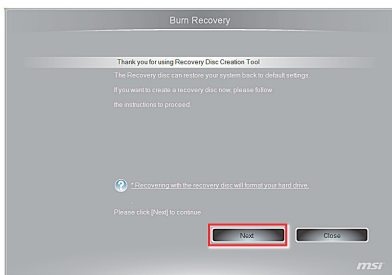 Burn Recovery
Thank you for using Recovery Disc Creation Tool
The Recovery disc can restore your system back to default settings.
If you want to create a recovery disc now, please follow
the instructions to proceed.
* Recovering with the recovery disc will format your hard drive.
Please click [Next] to continue
Next Close
msi